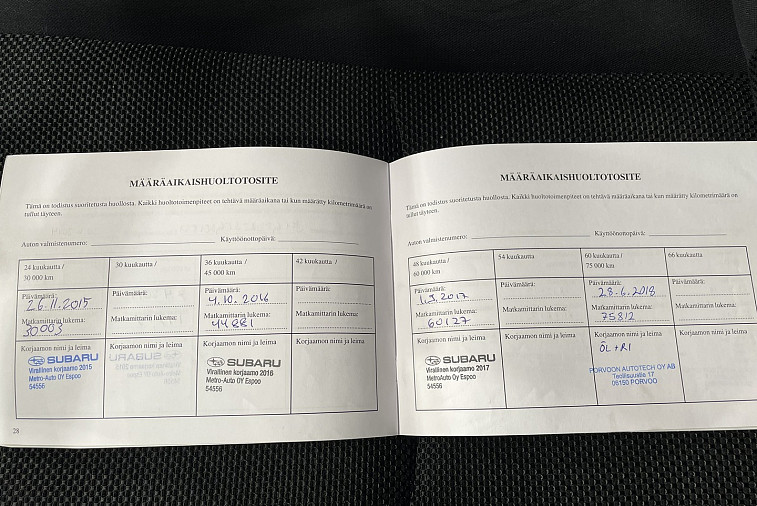 MÄÄRÄAIKAISHUOLTOTOSITE
Tämä on todistus suoritetusta huollosta. Kaikki huoltotoimenpiteet on tehtävä määräaikana tai kun määrätty kilometrimäärä on
tullut täyteen.
Auton valmistenumero: Käyttöönottopäivä:
24 kuukautta /
30 000 km
30 kuukautta /
36 kuukautta /
45 000 km
42 kuukautta /
Päivämäärä:
26.11.2015
Päivämäärä:
Päivämäärä:
4.10.2016
Päivämäärä:
Matkamittarin lukema:
30003
Matkamittarin lukema:
Matkamittarin lukema:
44881
Matkamittarin lukema:
Korjaamon nimi ja leima
SUBARU
Virallinen korjaamo 2015
Metro-Auto OY Espoo
54556
Korjaamon nimi ja leima
SUBARU
Korjaamon nimi ja leima
SUBARU
Virallinen korjaamo 2016
Metro-Auto OY Espoo
54556
Korjaamon nimi ja leima
28
MÄÄRÄAIKAISHUOLTOTOSITE
Tämä on todistus suoritetusta huollosta. Kaikki huoltotoimenpiteet on tehtävä määräaikana tai kun määrätty kilometrimäärä on
tullut täyteen.
Auton valmistenumero: Käyttöönottopäivä:
48 kuukautta /
60 000 km
54 kuukautta
60 kuukautta /
75 000 km
66 kuukautta
Päivämäärä:
Päivämäärä:
Päivämäärä:
28.6.2018
Päivämäärä:
Matkamittarin lukema:
60127
Matkamittarin lukema:
Matkamittarin lukema:
75812
Matkamittarin lukema:
Korjaamon nimi ja leima
SUBARU
Virallinen korjaamo 2017
MetroAuto Oy Espoo
54556
Korjaamon nimi ja leima
Korjaamon nimi ja leima
ÖL + RI
PORVOON AUTOTECH OY AB
Teollisuustie 17
06150 PORVOO
Korjaamon nimi ja leima